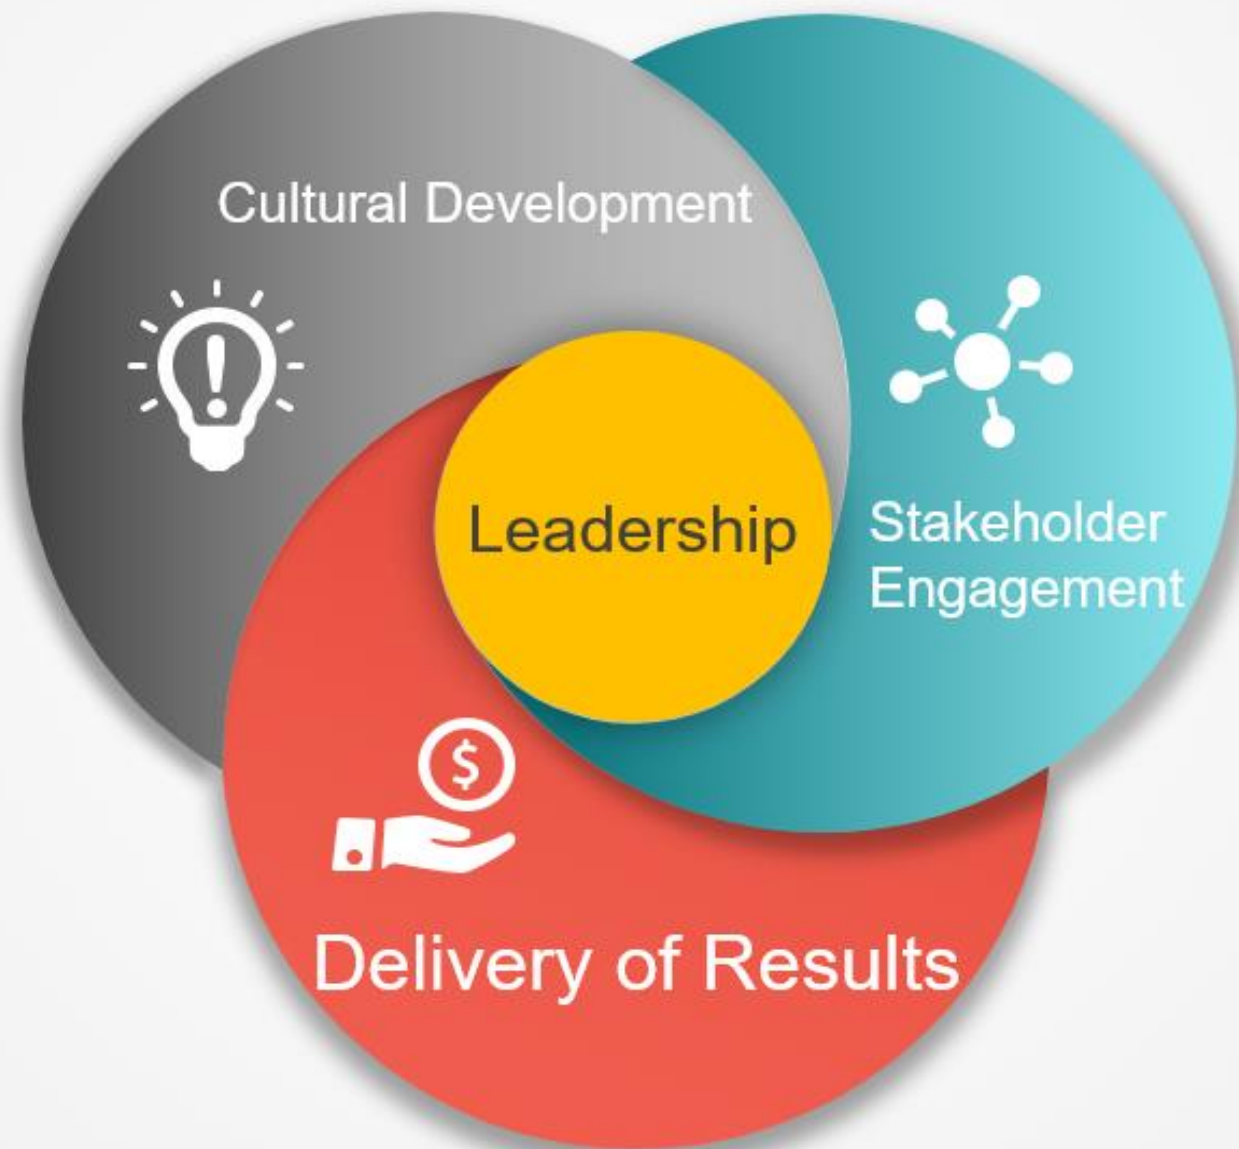 Cultural Development
Leadership
Stakeholder
Engagement
$
Delivery of Results